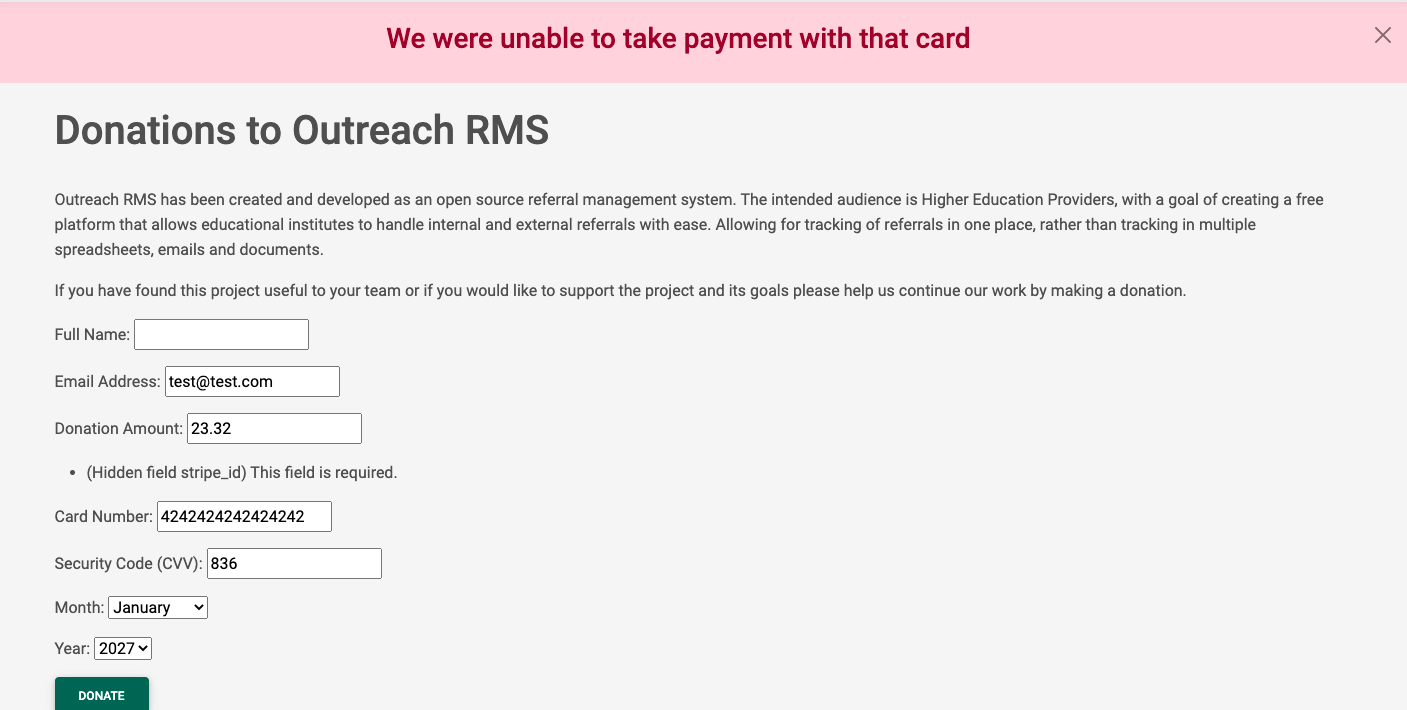 We were unable to take payment with that card
Donations to Outreach RMS
Outreach RMS has been created and developed as an open source referral management system. The intended audience is Higher Education Providers, with a goal of creating a free
platform that allows educational institutes to handle internal and external referrals with ease. Allowing for tracking of referrals in one place, rather than tracking in multiple
spreadsheets, emails and documents.
If you have found this project useful to your team or if you would like to support the project and its goals please help us continue our work by making a donation.
Full Name:
Email Address: test@test.com
Donation Amount: 23.32
• (Hidden field stripe_id) This field is required.
Card Number: 4242424242424242
Security Code (CVV): 836
Month: January
Year: 2027
DONATE